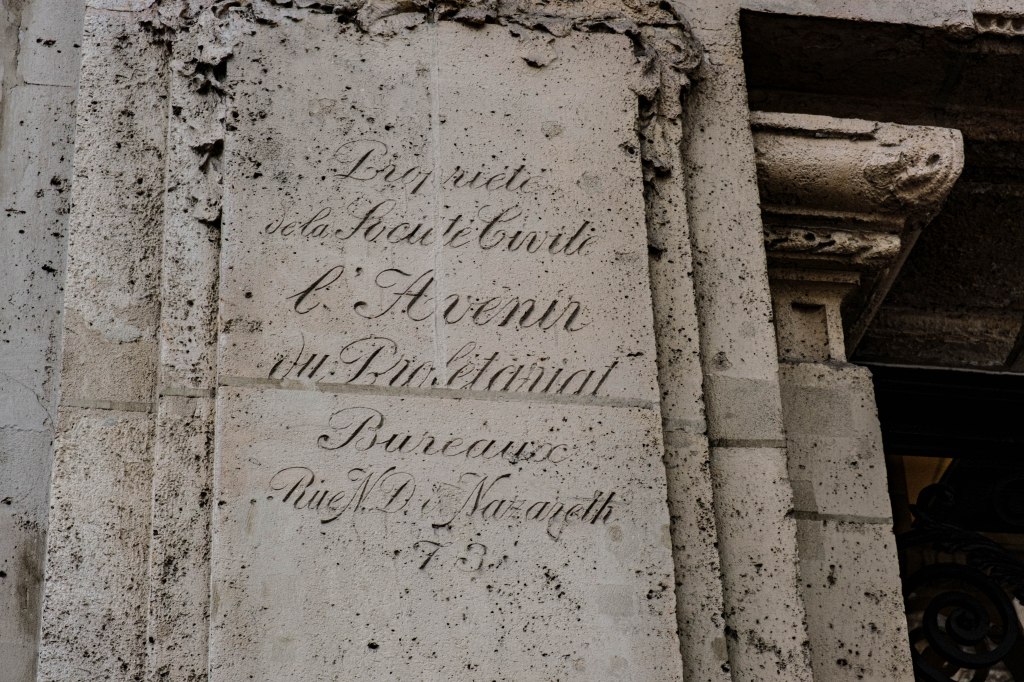 Propriété
de la Société Civile
l'Avenir
du Prolétariat
Bureaux
Rue N. D. de Nazareth
73